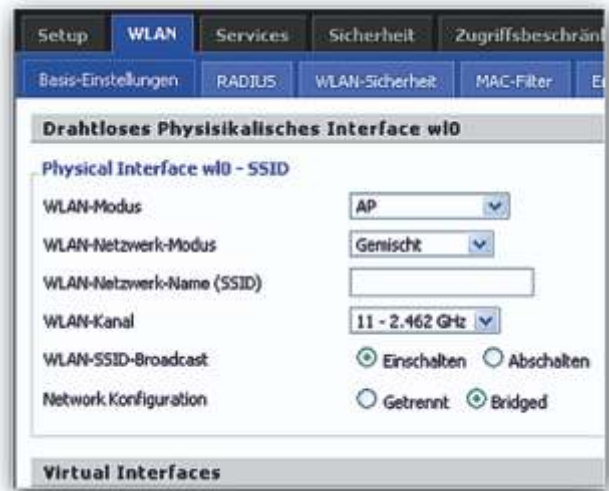 Setup WLAN Services Sicherheit Zugriffsbeschränk
Basis-Einstellungen RADIUS WLAN-Sicherheit MAC-Filter
Drahtloses Physisikalisches Interface wl0
Physical Interface wl0 - SSID
WLAN-Modus AP
WLAN-Netzwerk-Modus Gemischt
WLAN-Netzwerk-Name (SSID)
WLAN-Kanal 11 - 2.462 GHz
WLAN-SSID-Broadcast Einschalten Abschalten
Network Konfiguration Getrennt Bridged
Virtual Interfaces